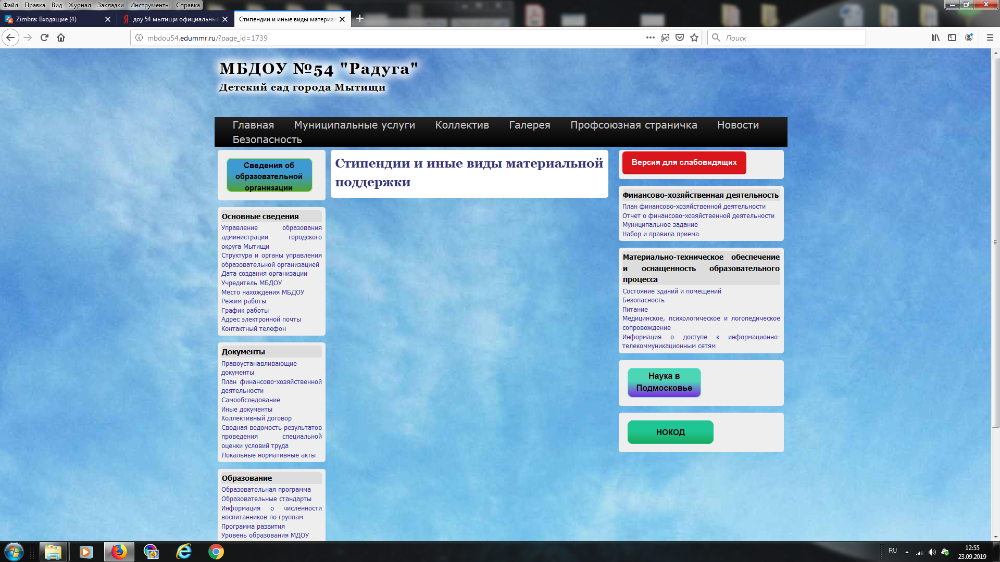 Файл Правка Вид Журнал Закладки Инструменты Справка
Zimbra: Входящие (4)
доу 54 мытищи официальный
Стипендии и иные виды материал
mbdou54.edummr.ru/?page_id=1739
Поиск
МБДОУ №54 "Радуга"
Детский сад города Мытищи
Главная Муниципальные услуги Коллектив Галерея Профсоюзная страничка Новости
Безопасность
Сведения об
образовательной
организации
Основные сведения
Управление образования
администрации городского
округа Мытищи
Структура и органы управления
образовательной организацией
Дата создания организации
Учредитель МБДОУ
Место нахождения МБДОУ
Режим работы
График работы
Адрес электронной почты
Контактный телефон
Документы
Правоустанавливающие
документы
План финансово-хозяйственной
деятельности
Самообследование
Иные документы
Коллективный договор
Сводная ведомость результатов
проведения специальной
оценки условий труда
Локальные нормативные акты
Образование
Образовательная программа
Образовательные стандарты
Информация о численности
воспитанников по группам
Программа развития
Уровень образования МДОУ
Стипендии и иные виды материальной
поддержки
Версия для слабовидящих
Финансово-хозяйственная деятельность
План финансово-хозяйственной деятельности
Отчет о финансово-хозяйственной деятельности
Муниципальное задание
Набор и правила приема
Материально-техническое обеспечение
и оснащенность образовательного
процесса
Состояние зданий и помещений
Безопасность
Питание
Медицинское, психологическое и логопедическое
сопровождение
Информация о доступе к информационно-
телекоммуникационным сетям
Наука в
Подмосковье
НОКОД
RU
12:55
23.09.2019